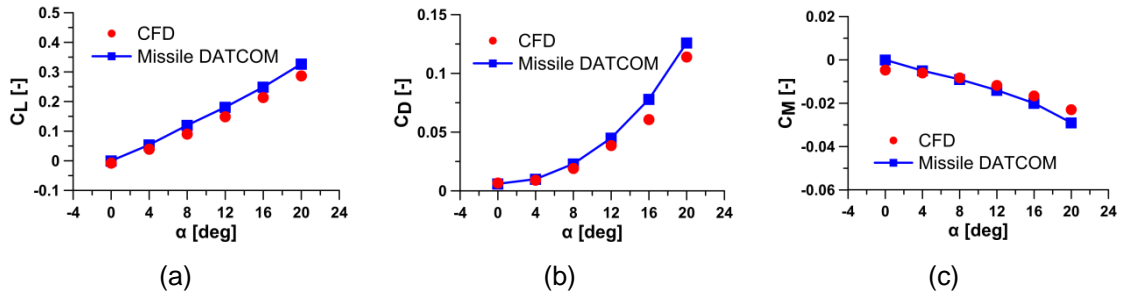 0.5
0.4
0.3
0.2
0.1
0
-0.1
CFD
Missile DATCOM
C_L [-]
-4 0 4 8 12 16 20 24
α [deg]
(a)
0.15
0.1
0.05
0
CFD
Missile DATCOM
C_D [-]
-4 0 4 8 12 16 20 24
α [deg]
(b)
0.02
0
-0.02
-0.04
-0.06
CFD
Missile DATCOM
C_M [-]
-4 0 4 8 12 16 20 24
α [deg]
(c)